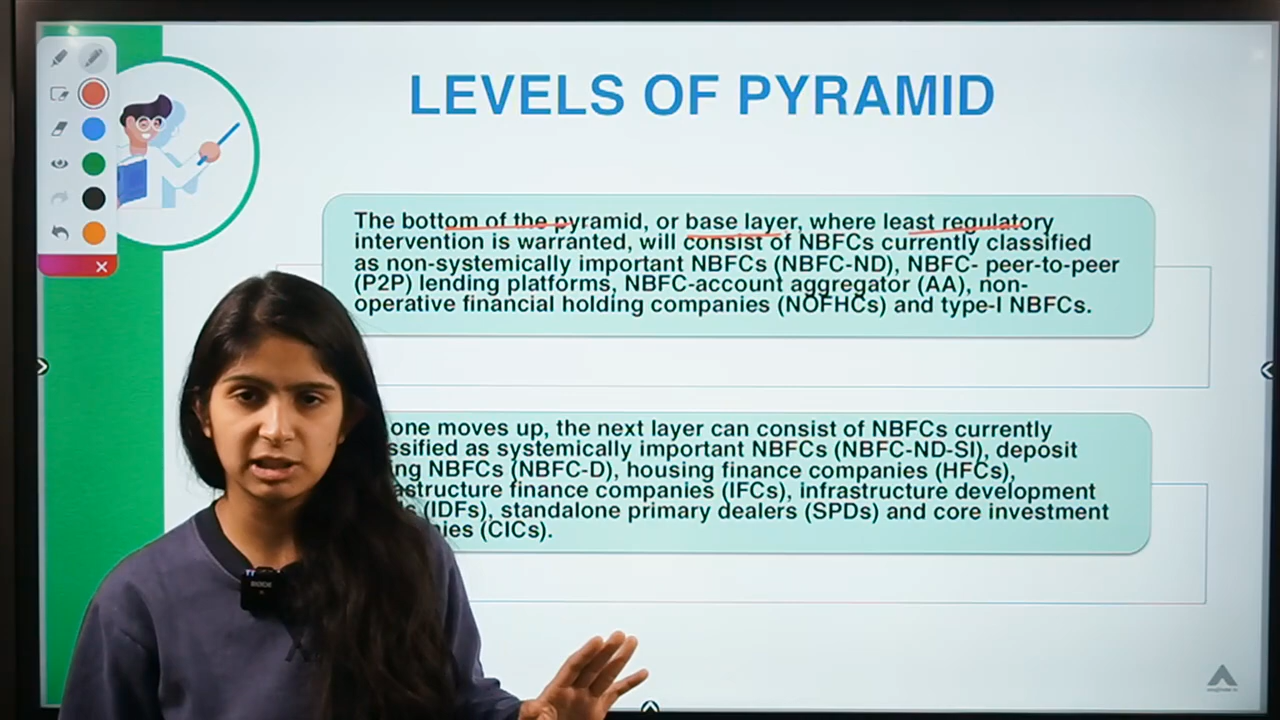 LEVELS OF PYRAMID
The bottom of the pyramid, or base layer, where least regulatory
intervention is warranted, will consist of NBFCs currently classified
as non-systemically important NBFCs (NBFC-ND), NBFC- peer-to-peer
(P2P) lending platforms, NBFC-account aggregator (AA), non-
operative financial holding companies (NOFHCs) and type-I NBFCs.
one moves up, the next layer can consist of NBFCs currently
ssified as systemically important NBFCs (NBFC-ND-SI), deposit
ng NBFCs (NBFC-D), housing finance companies (HFCs),
astructure finance companies (IFCs), infrastructure development
s (IDFs), standalone primary dealers (SPDs) and core investment
ies (CICs).